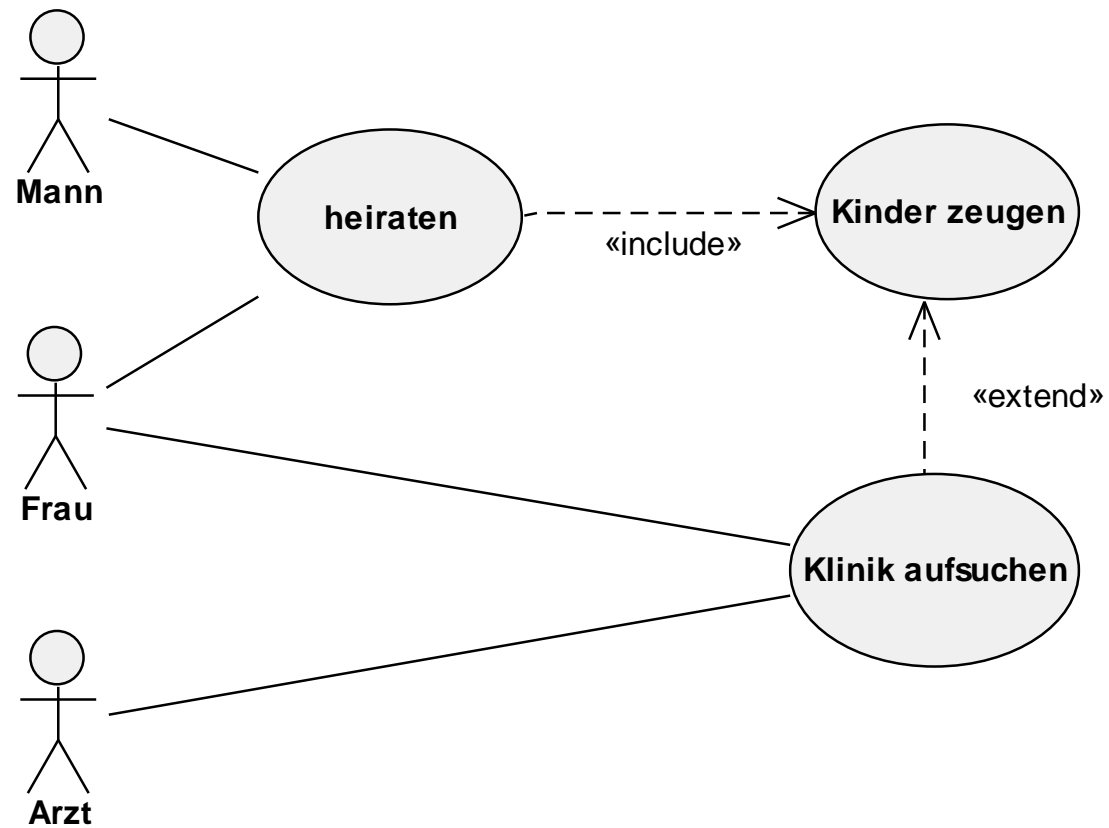 Mann
heiraten
«include»
Kinder zeugen
Frau
«extend»
Klinik aufsuchen
Arzt